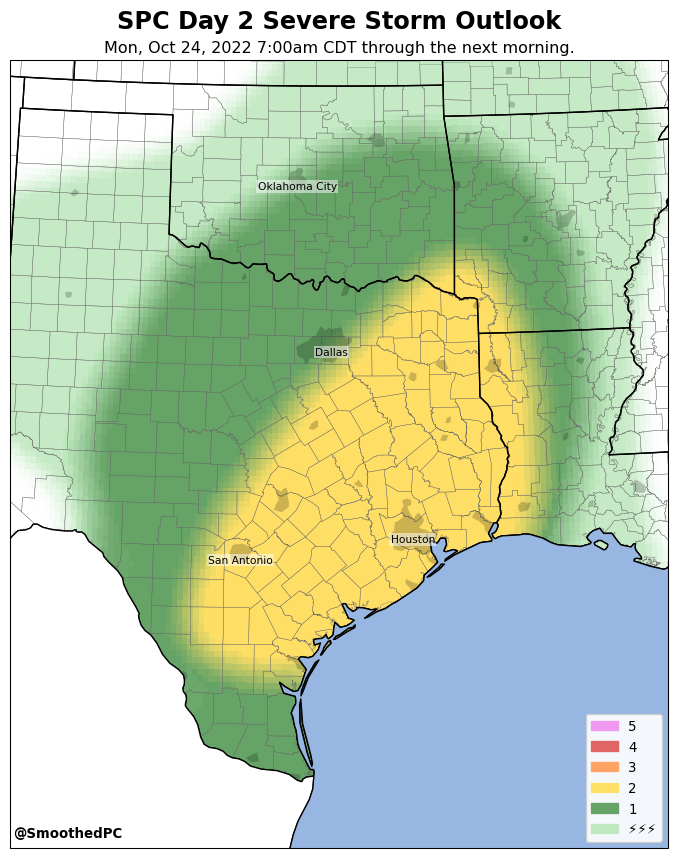 SPC Day 2 Severe Storm Outlook
Mon, Oct 24, 2022 7:00am CDT through the next morning.
Oklahoma City
Dallas
Houston
San Antonio
5
4
3
2
1
⚡⚡⚡
@SmoothedPC